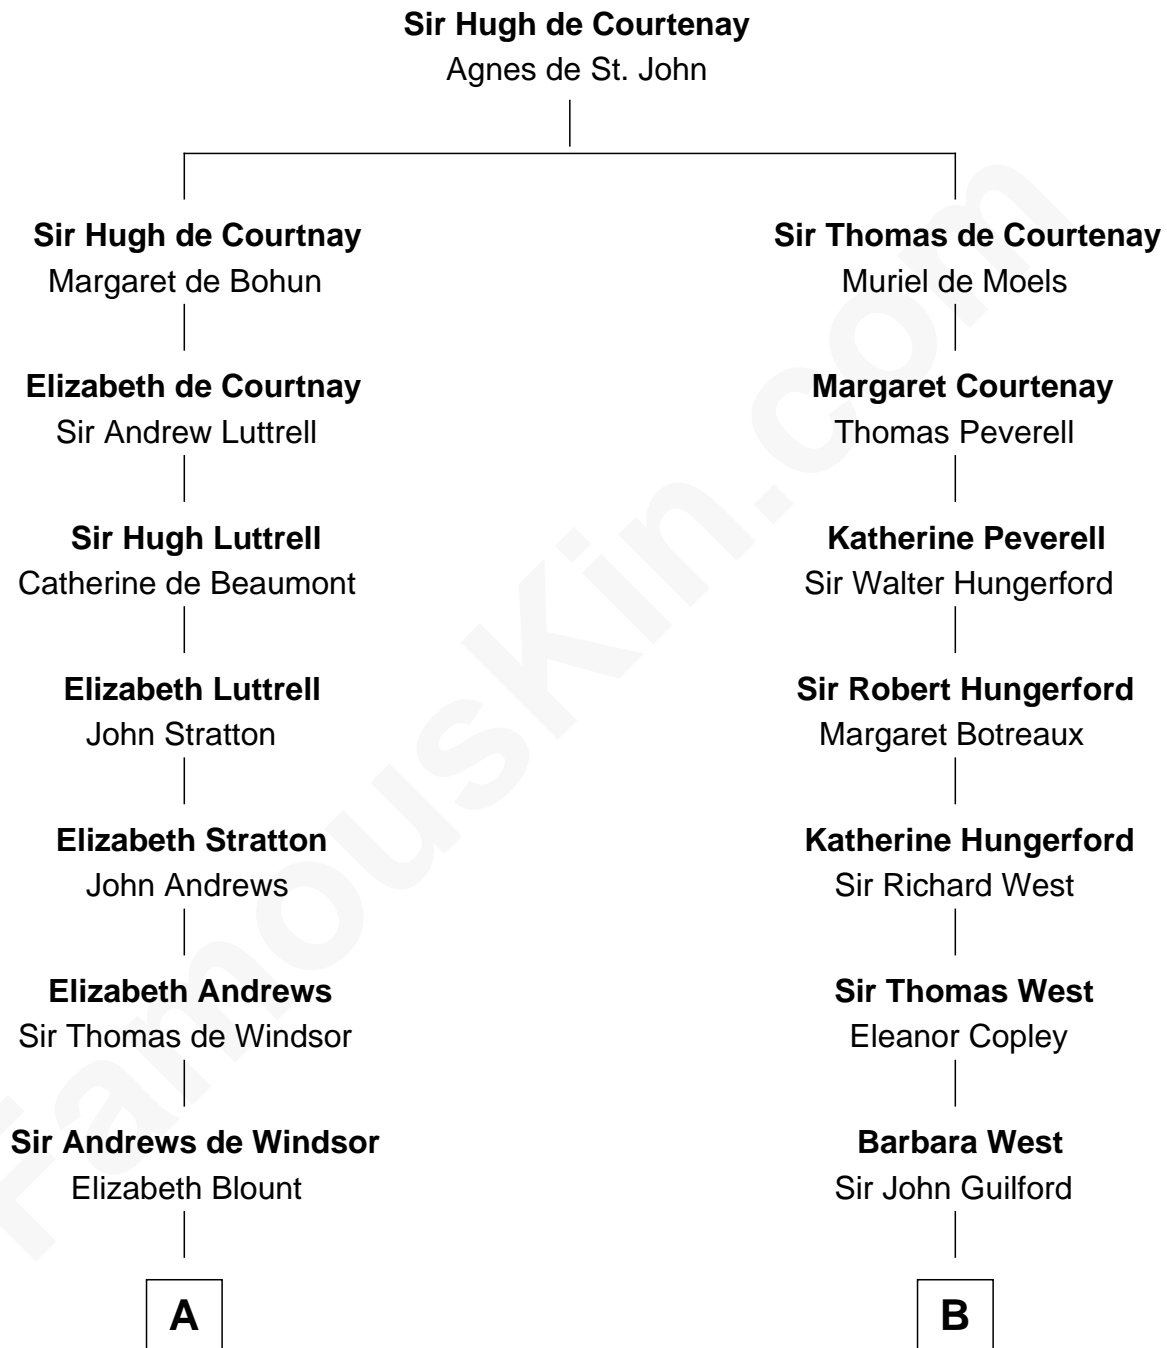 Sir Hugh de Courtenay
Agnes de St. John
Sir Hugh de Courtnay
Margaret de Bohun
Elizabeth de Courtnay
Sir Andrew Luttrell
Sir Hugh Luttrell
Catherine de Beaumont
Elizabeth Luttrell
John Stratton
Elizabeth Stratton
John Andrews
Elizabeth Andrews
Sir Thomas de Windsor
Sir Andrews de Windsor
Elizabeth Blount
A
Sir Thomas de Courtenay
Muriel de Moels
Margaret Courtenay
Thomas Peverell
Katherine Peverell
Sir Walter Hungerford
Sir Robert Hungerford
Margaret Botreaux
Katherine Hungerford
Sir Richard West
Sir Thomas West
Eleanor Copley
Barbara West
Sir John Guilford
B
FamousKin.com